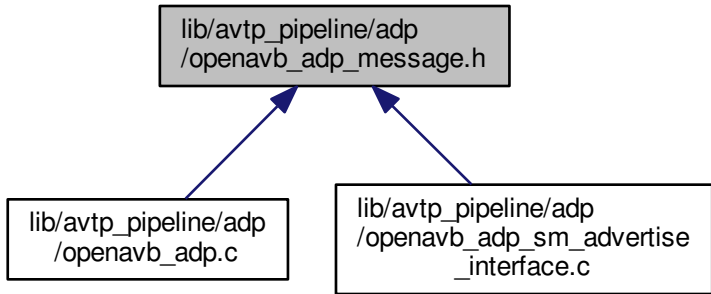 lib/avtp_pipeline/adp
/openavb_adp_message.h
lib/avtp_pipeline/adp
/openavb_adp.c
lib/avtp_pipeline/adp
/openavb_adp_sm_advertise
_interface.c